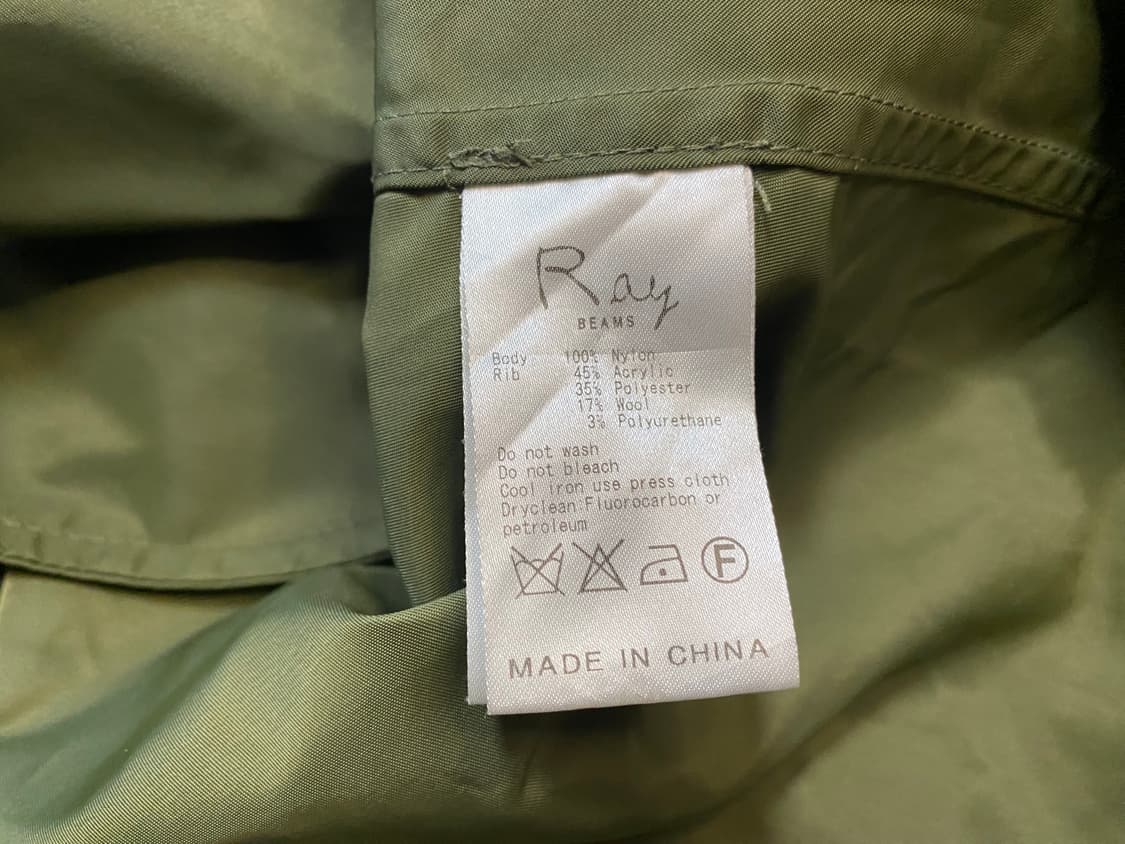 Ray
BEAMS
Body 100% Nylon
Rib 45% Acrylic
35% Polyester
17% Wool
3% Polyurethane
Do not wash
Do not bleach
Cool iron use press cloth
Dryclean:Fluorocarbon or
petroleum
F
MADE IN CHINA